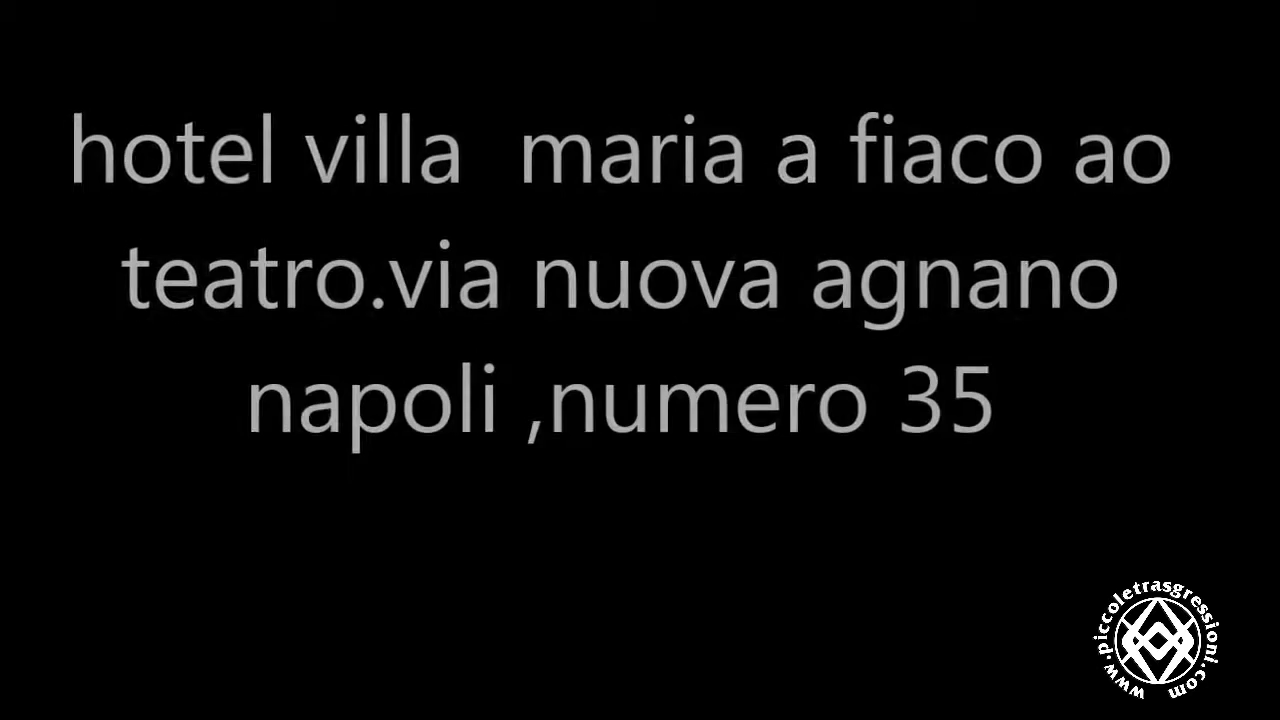 hotel villa  maria a fiaco ao
teatro.via nuova agnano
napoli ,numero 35
www.piccoletrasgressioni.com